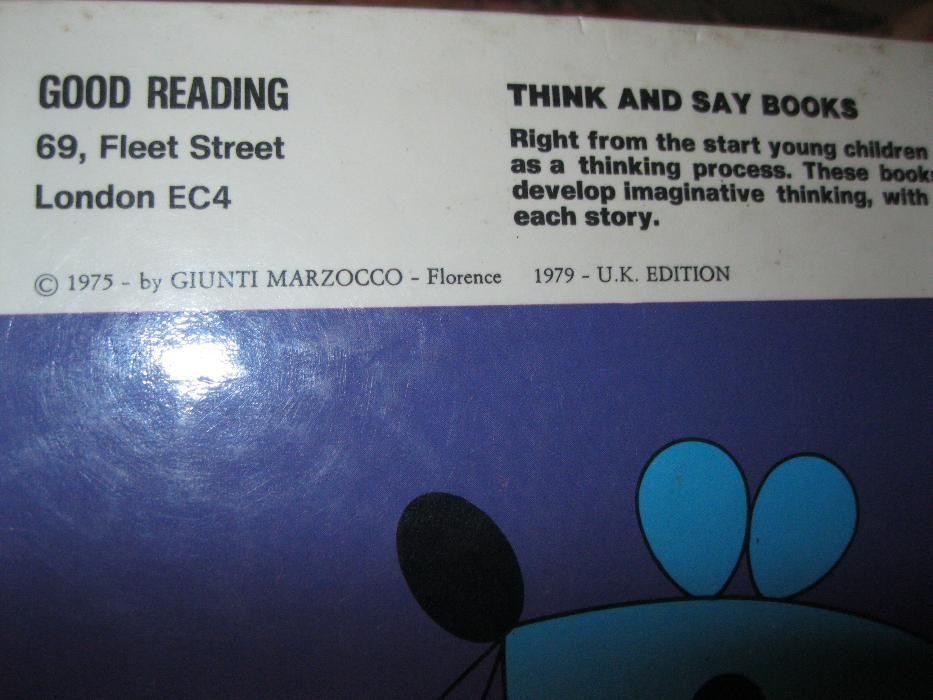 GOOD READING
69, Fleet Street
London EC4
THINK AND SAY BOOKS
Right from the start young children
as a thinking process. These books
develop imaginative thinking, with
each story.
© 1975 - by GIUNTI MARZOCCO - Florence 1979 - U.K. EDITION